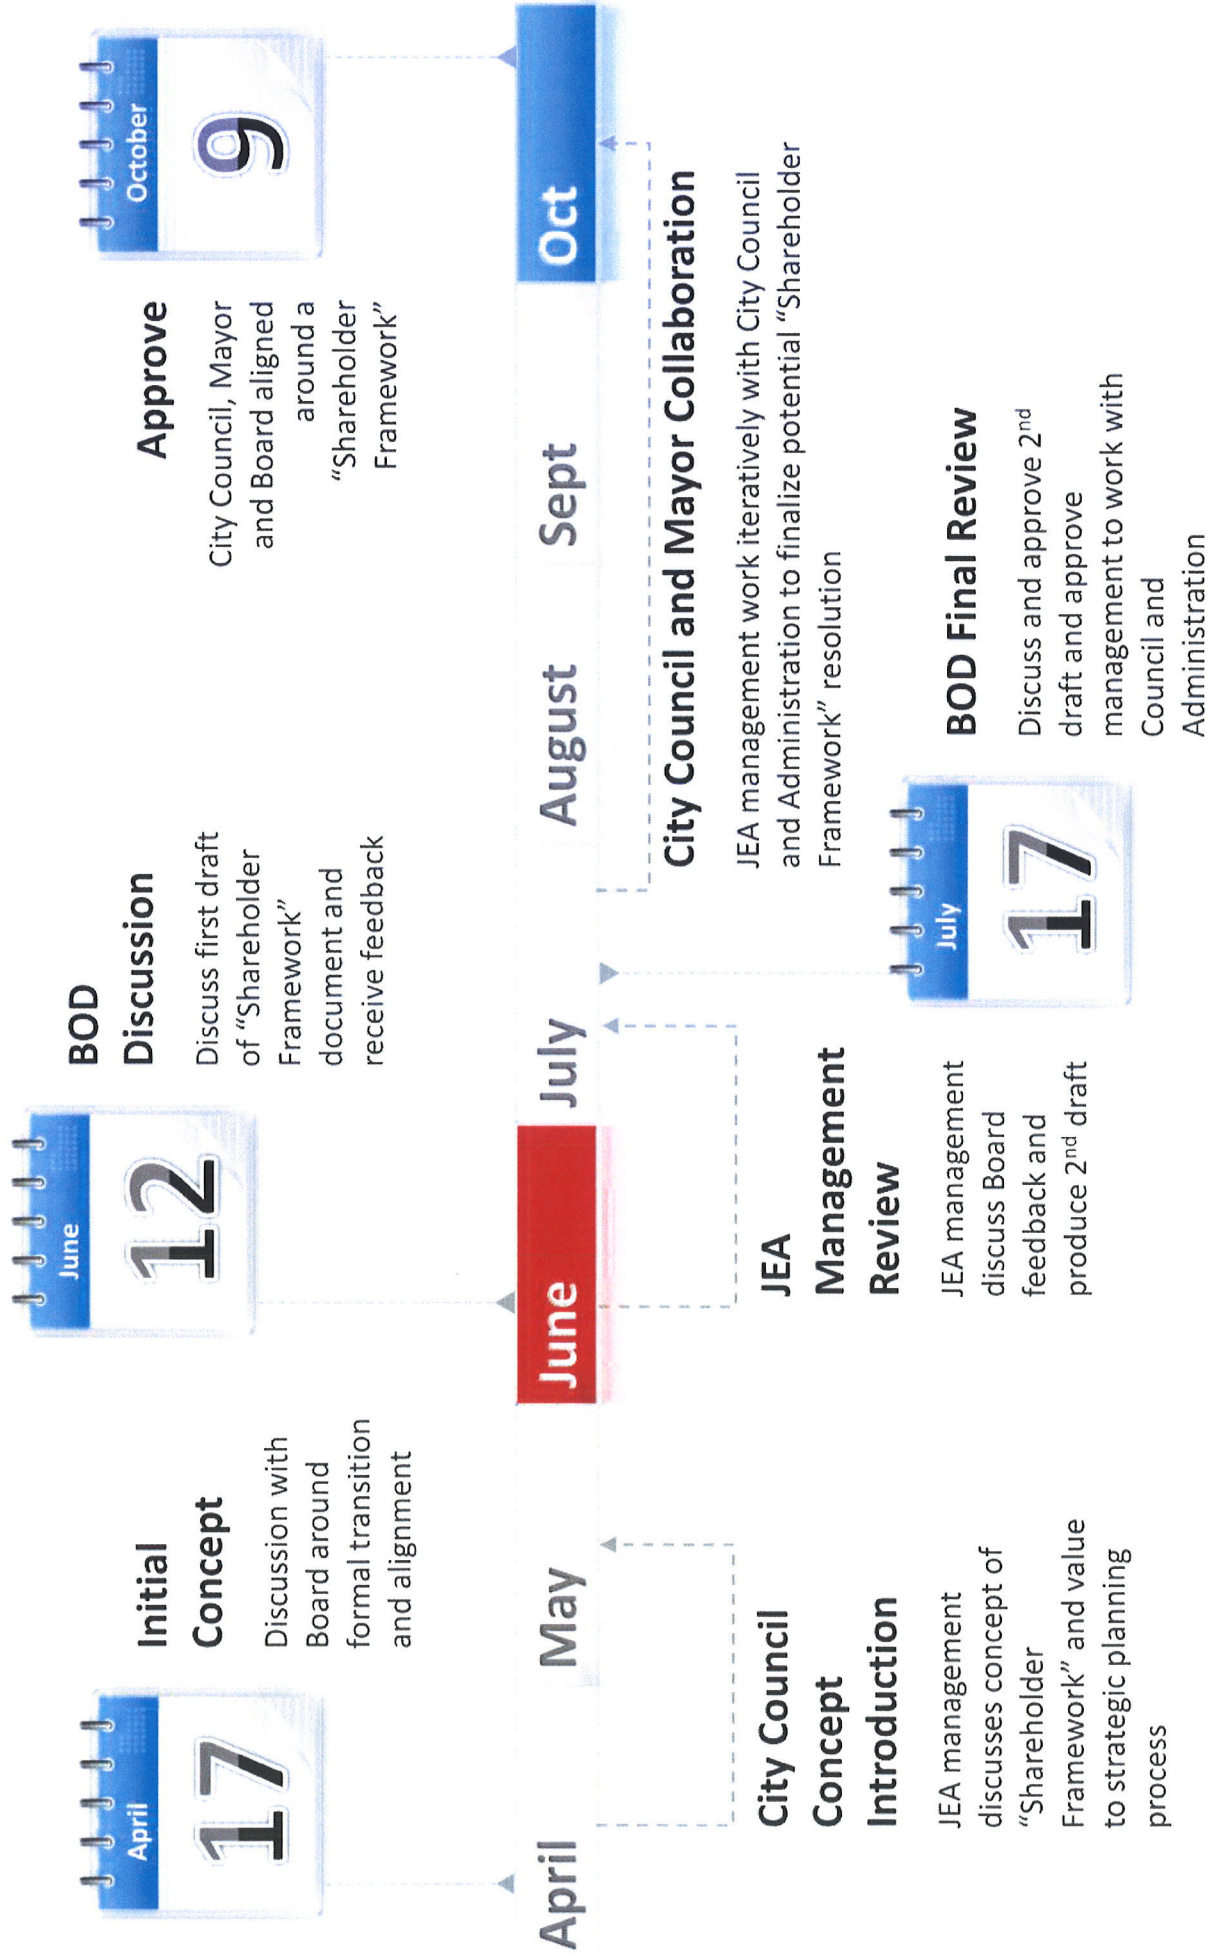 April
17
Initial
Concept
Discussion with
Board around
formal transition
and alignment
June
12
BOD
Discussion
Discuss first draft
of “Shareholder
Framework”
document and
receive feedback
October
9
Approve
City Council, Mayor
and Board aligned
around a
“Shareholder
Framework”
April
May
June
July
August
Sept
Oct
City Council
Concept
Introduction
JEA management
discusses concept of
“Shareholder
Framework” and value
to strategic planning
process
JEA
Management
Review
JEA management
discuss Board
feedback and
produce 2nd draft
City Council and Mayor Collaboration
JEA management work iteratively with City Council
and Administration to finalize potential “Shareholder
Framework” resolution
July
17
BOD Final Review
Discuss and approve 2nd
draft and approve
management to work with
Council and
Administration